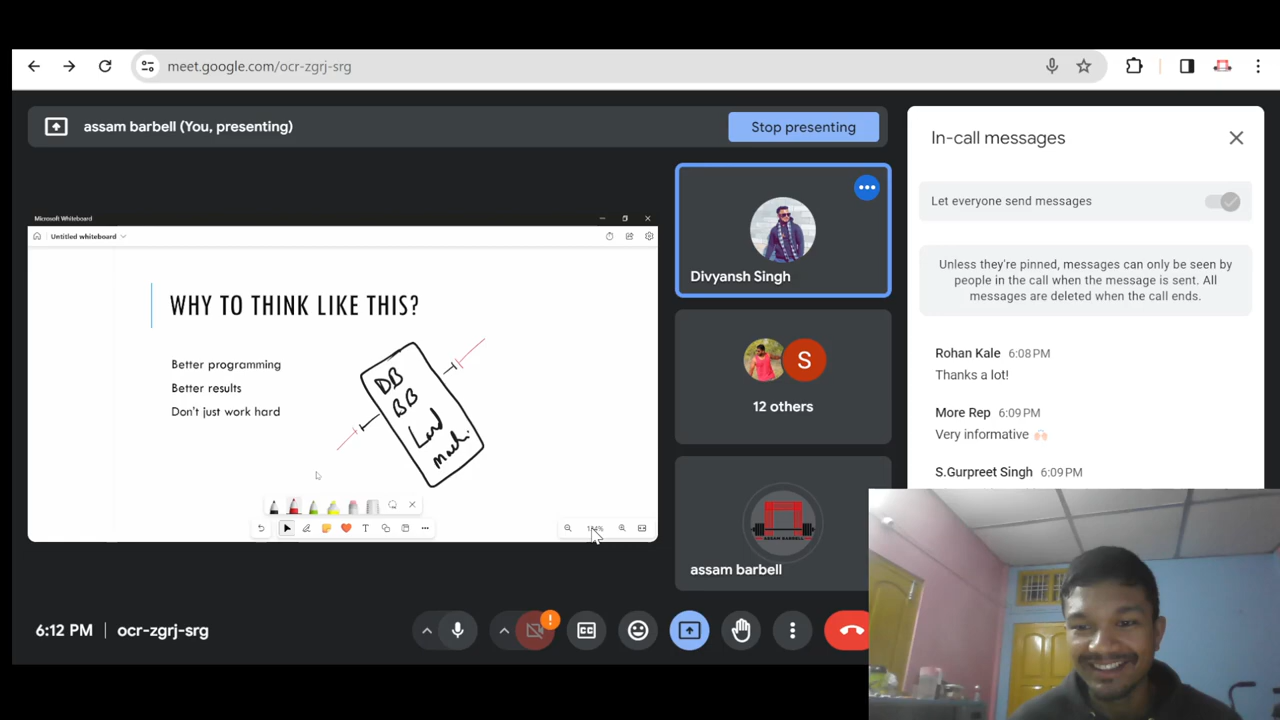 meet.google.com/ocr-zgrj-srg
assam barbell (You, presenting)
Stop presenting
Microsoft Whiteboard
Untitled whiteboard
WHY TO THINK LIKE THIS?
Better programming
Better results
Don't just work hard
DB
BB
Mach.
Divyansh Singh
S
12 others
ASSAM BARBELL
assam barbell
In-call messages
Let everyone send messages
Unless they're pinned, messages can only be seen by
people in the call when the message is sent. All
messages are deleted when the call ends.
Rohan Kale 6:08 PM
Thanks a lot!
More Rep 6:09 PM
Very informative 🙌🏻
S.Gurpreet Singh 6:09 PM
6:12 PM | ocr-zgrj-srg